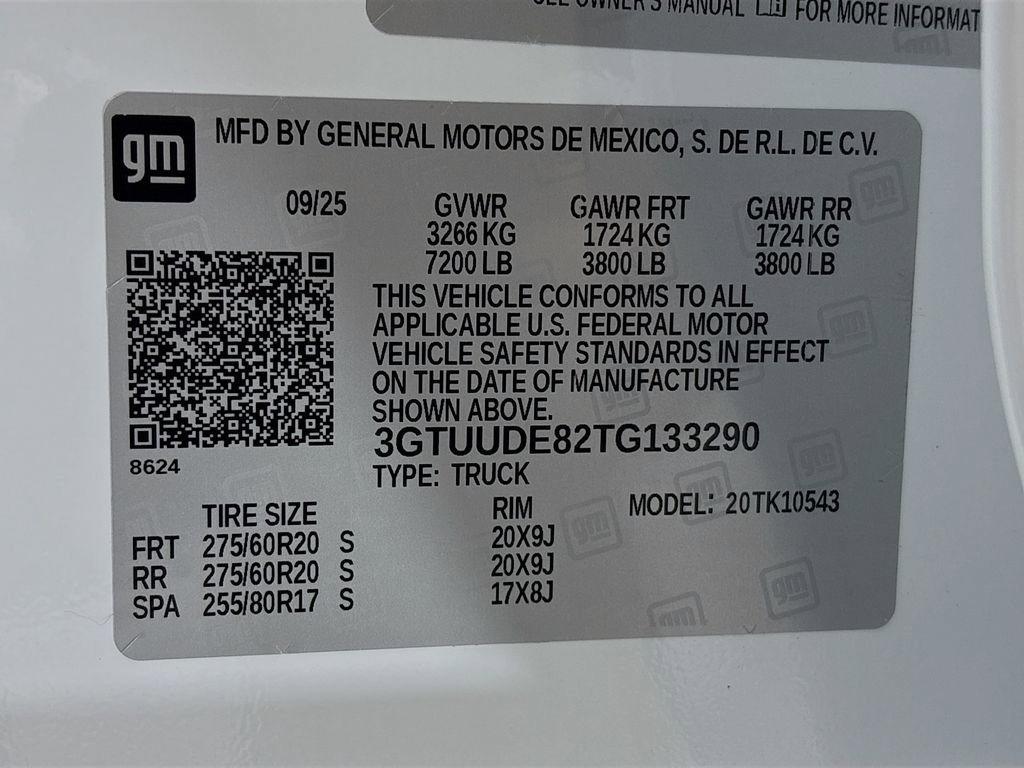 SEE OWNER'S MANUAL FOR MORE INFORMAT
gm
MFD BY GENERAL MOTORS DE MEXICO, S. DE R.L. DE C.V.
09/25 GVWR GAWR FRT GAWR RR
3266 KG 1724 KG 1724 KG
7200 LB 3800 LB 3800 LB
THIS VEHICLE CONFORMS TO ALL
APPLICABLE U.S. FEDERAL MOTOR
VEHICLE SAFETY STANDARDS IN EFFECT
ON THE DATE OF MANUFACTURE
SHOWN ABOVE.
3GTUUDE82TG133290
8624
TYPE: TRUCK
TIRE SIZE RIM MODEL: 20TK10543
FRT 275/60R20 S 20X9J
RR 275/60R20 S 20X9J
SPA 255/80R17 S 17X8J